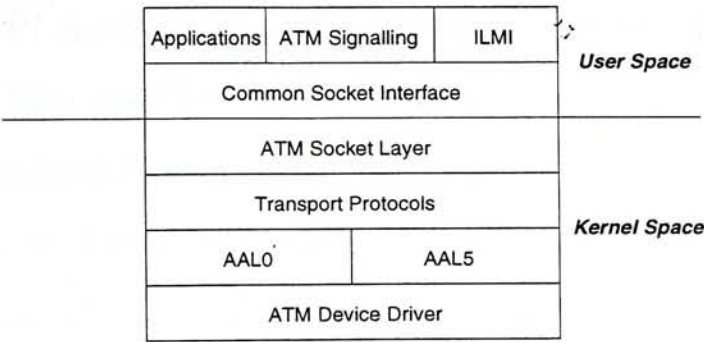 Applications ATM Signalling ILMI
User Space
Common Socket Interface
ATM Socket Layer
Transport Protocols
Kernel Space
AAL0 AAL5
ATM Device Driver